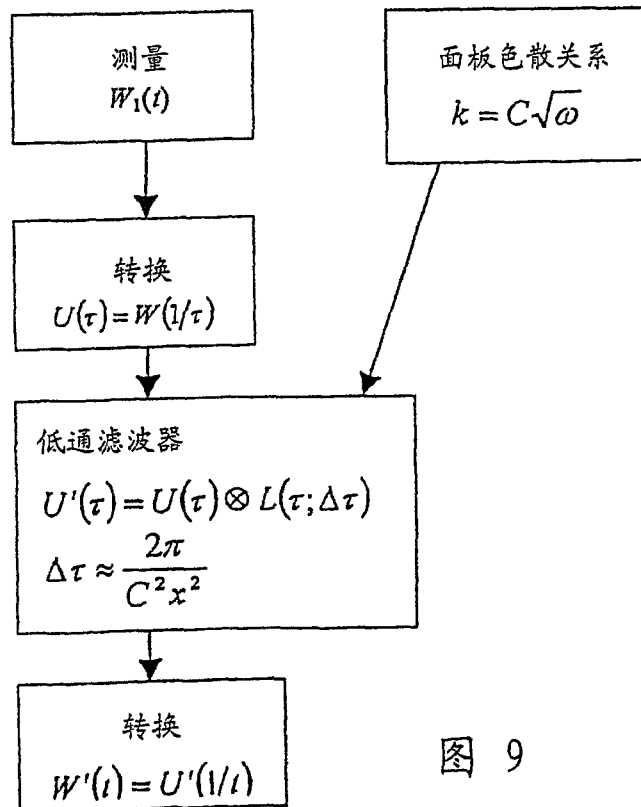 测量
W₁(t)
面板色散关系
k = C√ω
转换
U(τ) = W(1/τ)
低通滤波器
U'(τ) = U(τ) ⊗ L(τ; Δτ)
Δτ ≈ 2π / C²x²
转换
W'(t) = U'(1/t)
图 9